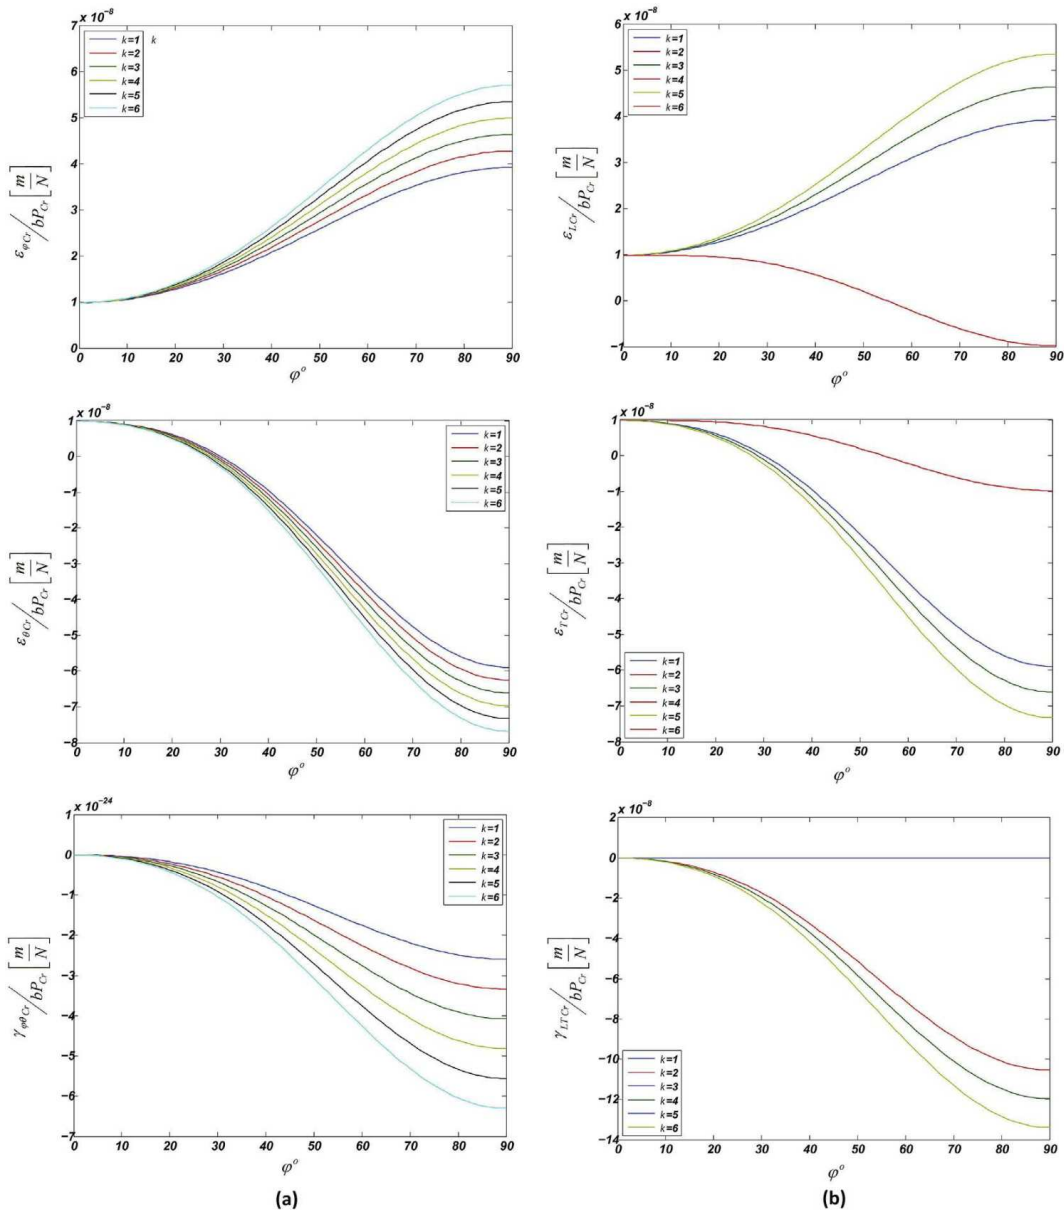 x 10⁻⁸
7
6
5
4
3
2
1
0
k=1 k
k=2
k=3
k=4
k=5
k=6
ε_φCr / bP_Cr [m/N]
0 10 20 30 40 50 60 70 80 90
φ°
x 10⁻⁸
6
5
4
3
2
1
0
−1
k=1
k=2
k=3
k=4
k=5
k=6
ε_LCr / bP_Cr [m/N]
0 10 20 30 40 50 60 70 80 90
φ°
x 10⁻⁸
1
0
−1
−2
−3
−4
−5
−6
−7
−8
k=1
k=2
k=3
k=4
k=5
k=6
ε_θCr / bP_Cr [m/N]
0 10 20 30 40 50 60 70 80 90
φ°
x 10⁻⁸
1
0
−1
−2
−3
−4
−5
−6
−7
−8
k=1
k=2
k=3
k=4
k=5
k=6
ε_TCr / bP_Cr [m/N]
0 10 20 30 40 50 60 70 80 90
φ°
x 10⁻²⁴
1
0
−1
−2
−3
−4
−5
−6
−7
k=1
k=2
k=3
k=4
k=5
k=6
γ_φθCr / bP_Cr [m/N]
0 10 20 30 40 50 60 70 80 90
φ°
(a)
x 10⁻⁸
2
0
−2
−4
−6
−8
−10
−12
−14
k=1
k=2
k=3
k=4
k=5
k=6
γ_LTCr / bP_Cr [m/N]
0 10 20 30 40 50 60 70 80 90
φ°
(b)